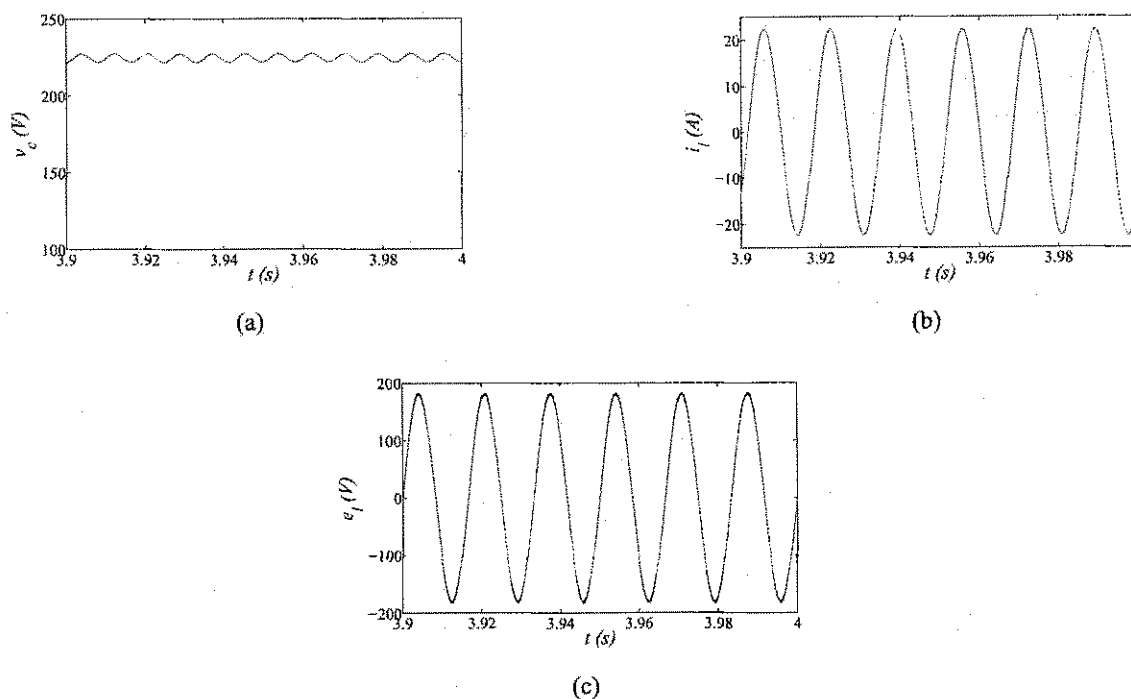 250
200
150
100
v_c (V)
3.9 3.92 3.94 3.96 3.98 4
t (s)
(a)
20
10
0
-10
-20
i_l (A)
3.9 3.92 3.94 3.96 3.98
t (s)
(b)
200
100
0
-100
-200
e_l (V)
3.9 3.92 3.94 3.96 3.98 4
t (s)
(c)